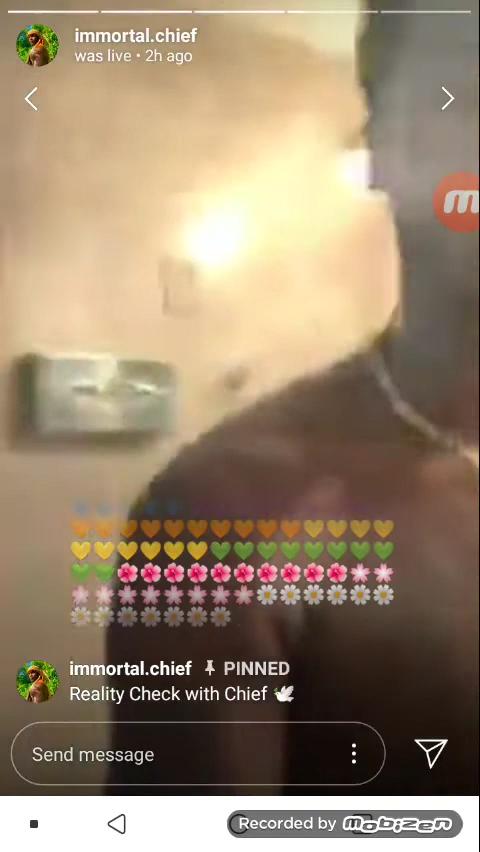 immortal.chief
was live • 2h ago
immortal.chief PINNED
Reality Check with Chief 🕊
Send message
Recorded by MOBIZEN